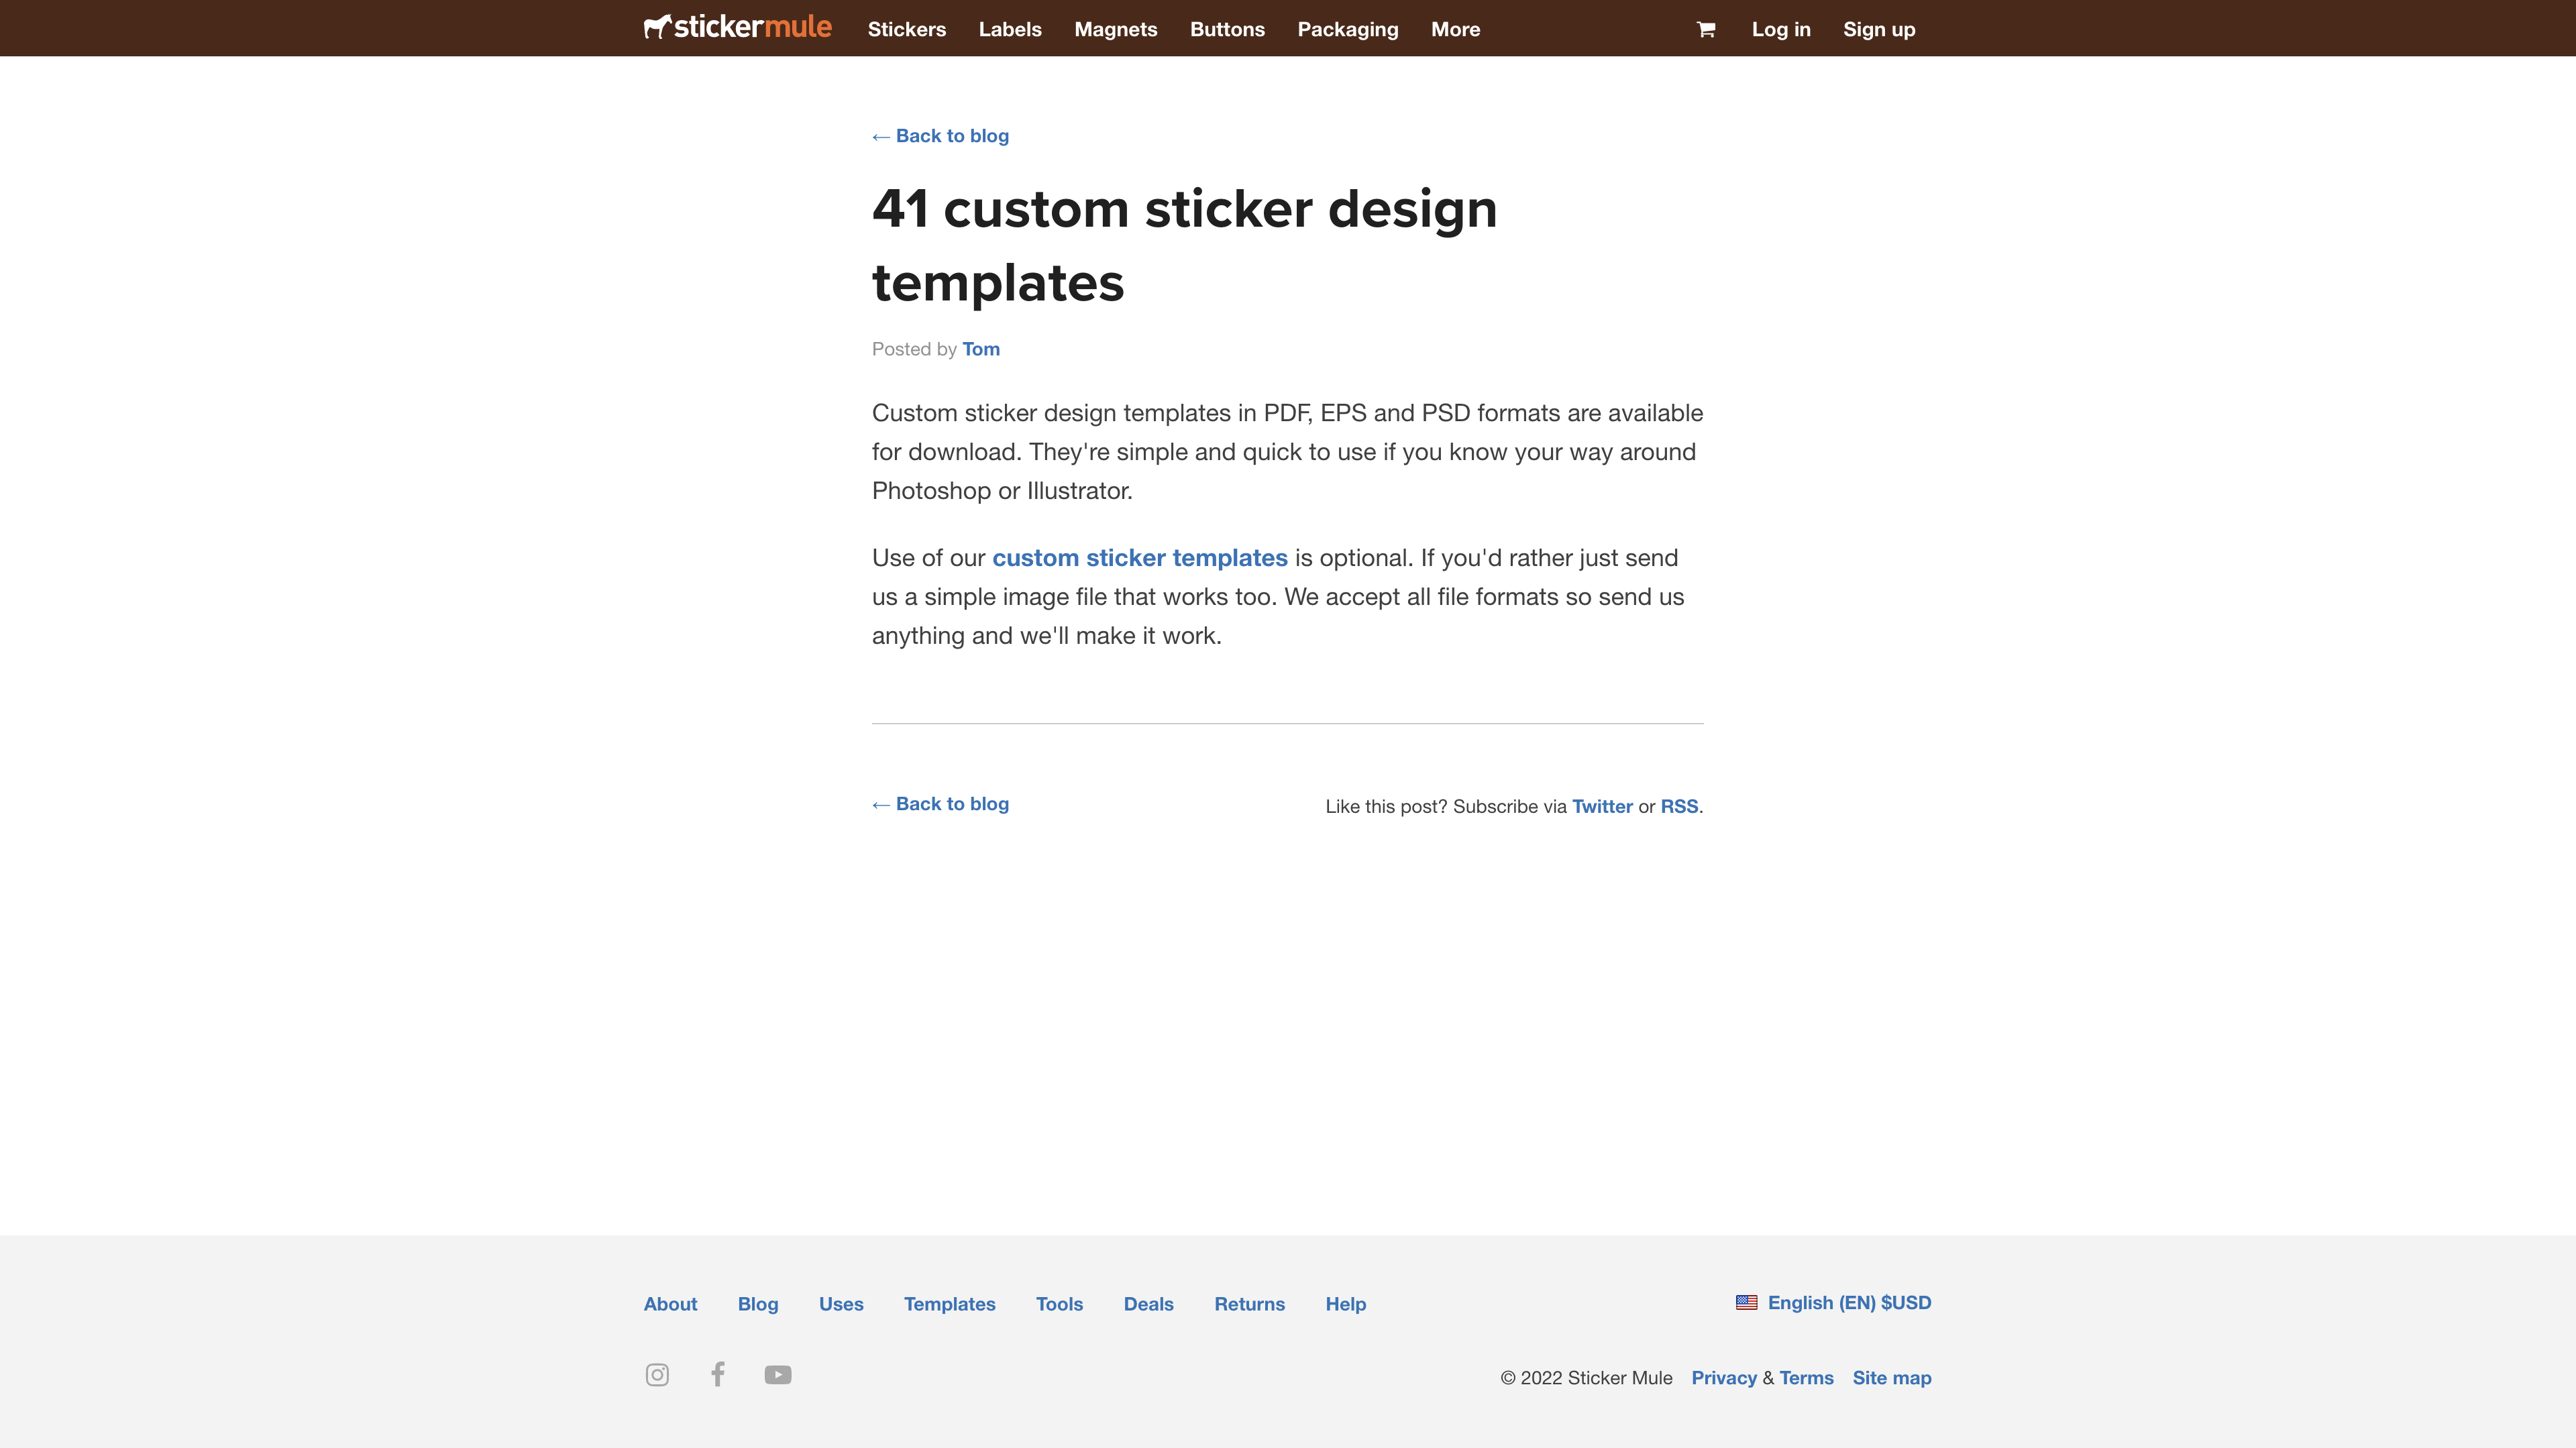 stickermule Stickers Labels Magnets Buttons Packaging More Log in Sign up
← Back to blog
41 custom sticker design
templates
Posted by Tom
Custom sticker design templates in PDF, EPS and PSD formats are available
for download. They're simple and quick to use if you know your way around
Photoshop or Illustrator.
Use of our custom sticker templates is optional. If you'd rather just send
us a simple image file that works too. We accept all file formats so send us
anything and we'll make it work.
← Back to blog
Like this post? Subscribe via Twitter or RSS.
About Blog Uses Templates Tools Deals Returns Help
English (EN) $USD
© 2022 Sticker Mule Privacy & Terms Site map